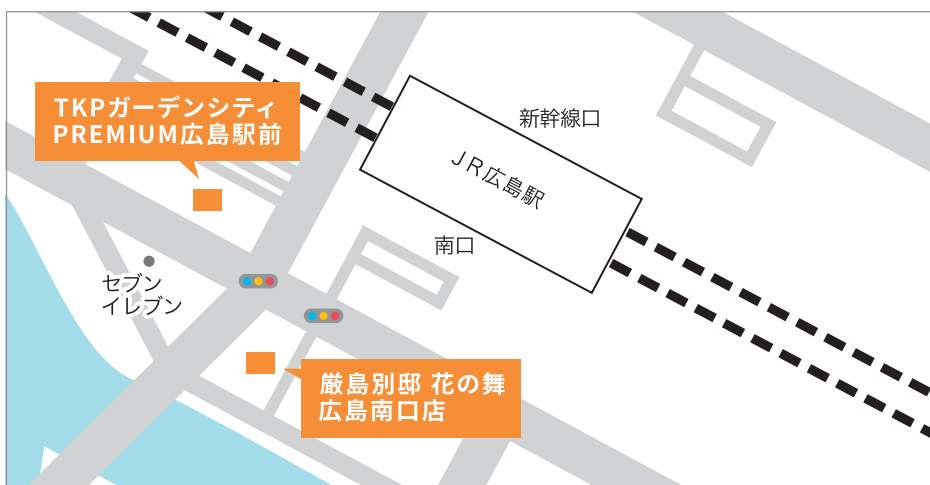 TKPガーデンシティ
PREMIUM広島駅前
新幹線口
JR広島駅
南口
セブン
イレブン
厳島別邸 花の舞
広島南口店